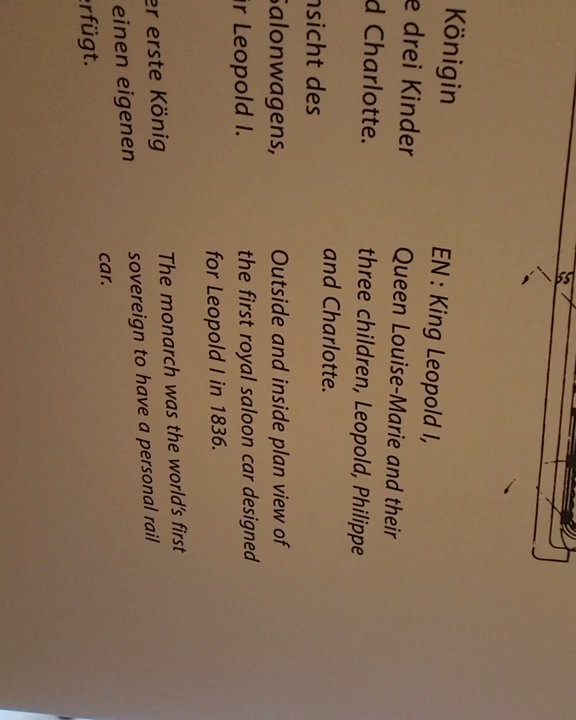 Königin
drei Kinder
d Charlotte.
nsicht des
Salonwagens,
Leopold I.
er erste König
einen eigenen
erfügt.
EN : King Leopold I,
Queen Louise-Marie and their
three children, Leopold, Philippe
and Charlotte.
Outside and inside plan view of
the first royal saloon car designed
for Leopold I in 1836.
The monarch was the world's first
sovereign to have a personal rail
car.